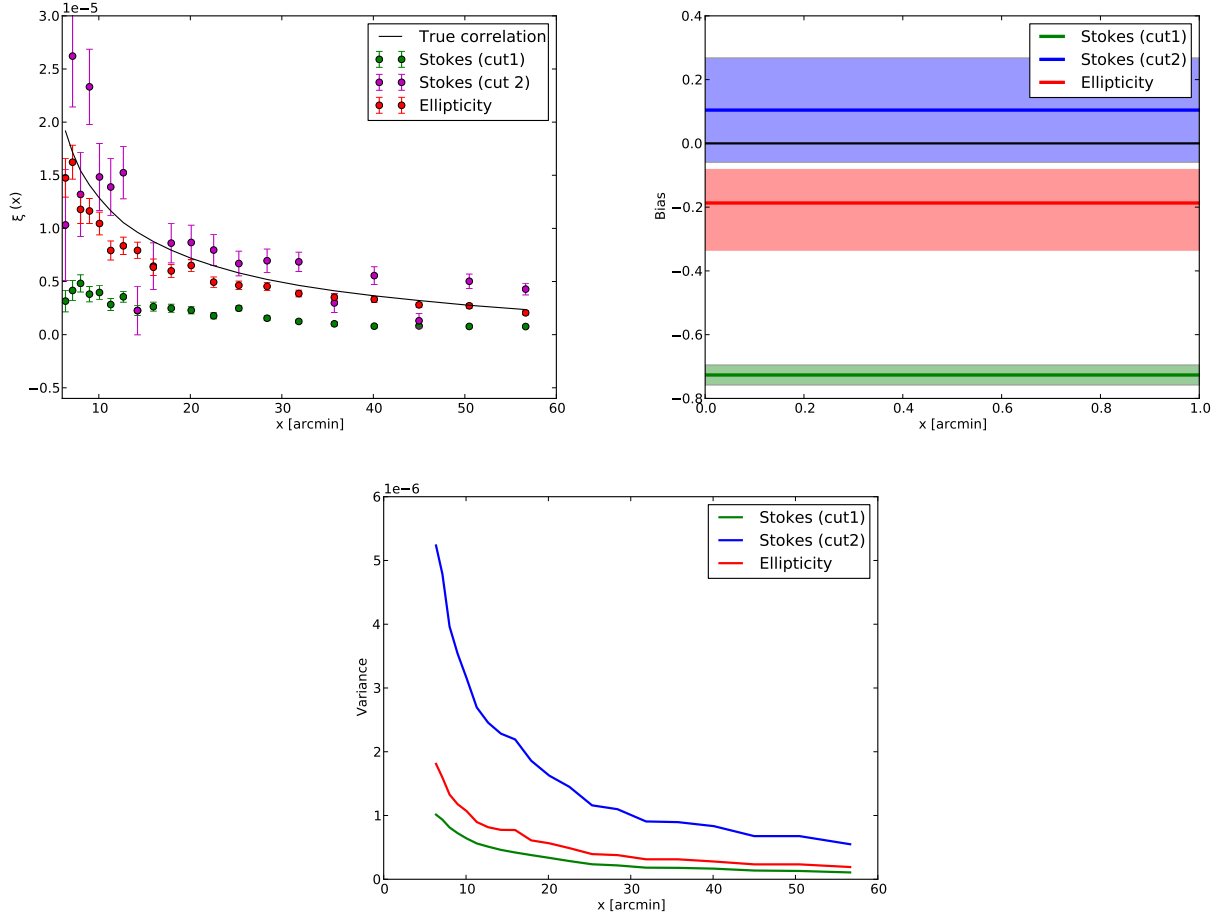 1e−5
3.0
2.5
2.0
1.5
1.0
0.5
0.0
−0.5
ξ (x)
10
20
30
40
50
60
x [arcmin]
True correlation
Stokes (cut1)
Stokes (cut 2)
Ellipticity
0.4
0.2
0.0
−0.2
−0.4
−0.6
−0.8
Bias
0.0
0.2
0.4
0.6
0.8
1.0
x [arcmin]
Stokes (cut1)
Stokes (cut2)
Ellipticity
1e−6
6
5
4
3
2
1
0
Variance
0
10
20
30
40
50
60
x [arcmin]
Stokes (cut1)
Stokes (cut2)
Ellipticity